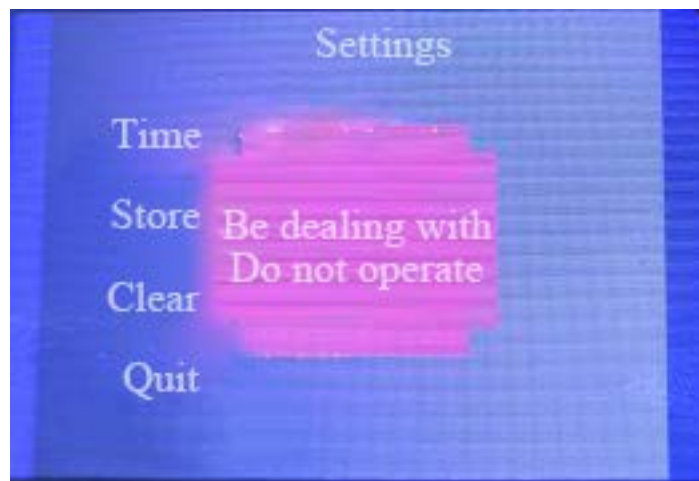 Settings
Time
Store
Be dealing with
Do not operate
Clear
Quit